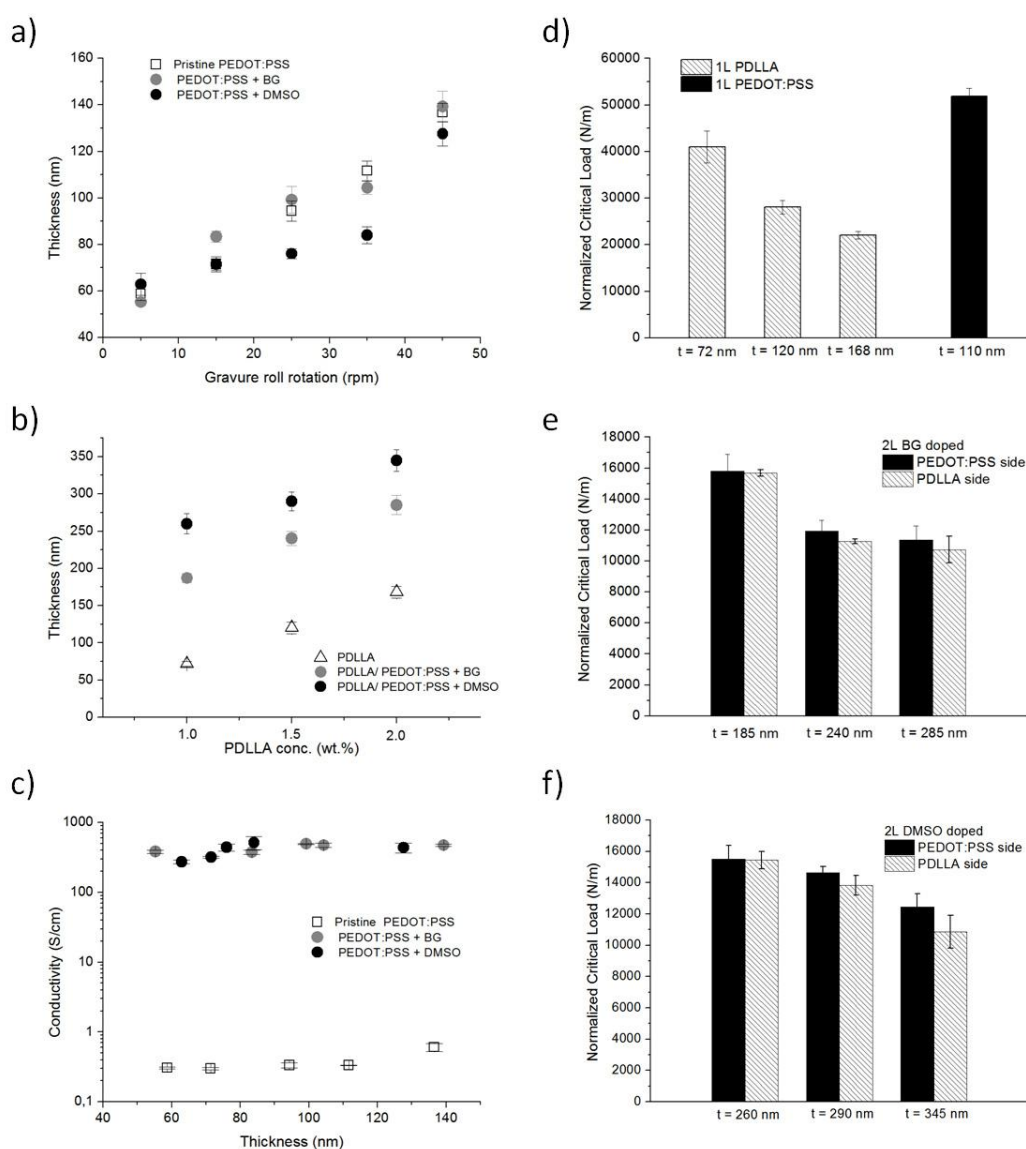 a)
160
140
120
100
80
60
40
Thickness (nm)
Pristine PEDOT:PSS
PEDOT:PSS + BG
PEDOT:PSS + DMSO
0 10 20 30 40 50
Gravure roll rotation (rpm)
b)
350
300
250
200
150
100
50
0
Thickness (nm)
PDLLA
PDLLA/ PEDOT:PSS + BG
PDLLA/ PEDOT:PSS + DMSO
1.0 1.5 2.0
PDLLA conc. (wt.%)
c)
1000
100
10
1
0,1
Conductivity (S/cm)
Pristine PEDOT:PSS
PEDOT:PSS + BG
PEDOT:PSS + DMSO
40 60 80 100 120 140
Thickness (nm)
d)
60000
50000
40000
30000
20000
10000
0
Normalized Critical Load (N/m)
1L PDLLA
1L PEDOT:PSS
t = 72 nm t = 120 nm t = 168 nm t = 110 nm
e)
18000
16000
14000
12000
10000
8000
6000
4000
2000
0
Normalized Critical Load (N/m)
2L BG doped
PEDOT:PSS side
PDLLA side
t = 185 nm t = 240 nm t = 285 nm
f)
18000
16000
14000
12000
10000
8000
6000
4000
2000
0
Normalized Critical Load (N/m)
2L DMSO doped
PEDOT:PSS side
PDLLA side
t = 260 nm t = 290 nm t = 345 nm